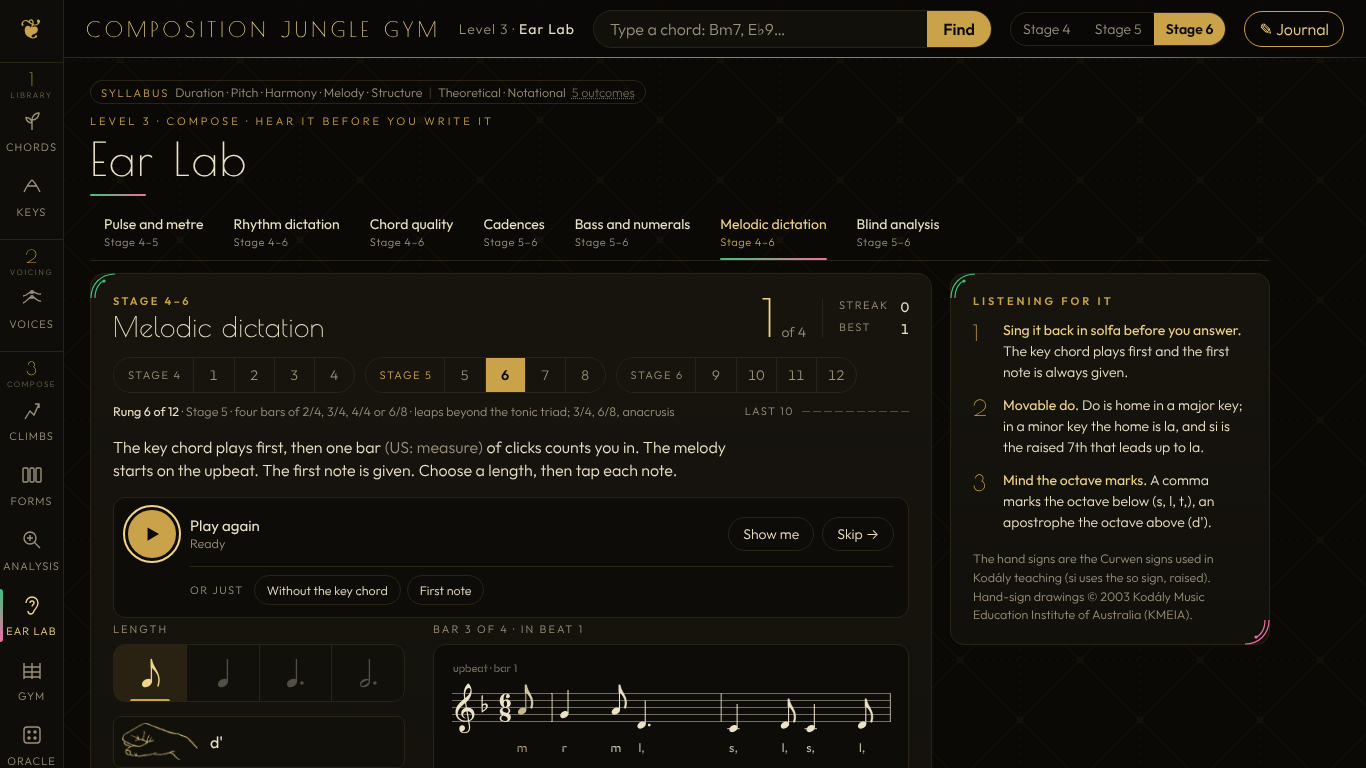 COMPOSITION JUNGLE GYM
Level 3 · Ear Lab
Type a chord: Bm7, E♭9…
Find
Stage 4
Stage 5
Stage 6
✎ Journal
1
LIBRARY
CHORDS
KEYS
2
VOICING
VOICES
3
COMPOSE
CLIMBS
FORMS
ANALYSIS
EAR LAB
GYM
ORACLE
SYLLABUS Duration · Pitch · Harmony · Melody · Structure | Theoretical · Notational 5 outcomes
LEVEL 3 · COMPOSE · HEAR IT BEFORE YOU WRITE IT
Ear Lab
Pulse and metre
Stage 4–5
Rhythm dictation
Stage 4–6
Chord quality
Stage 4–6
Cadences
Stage 5–6
Bass and numerals
Stage 5–6
Melodic dictation
Stage 4–6
Blind analysis
Stage 5–6
STAGE 4–6
Melodic dictation
1 of 4
STREAK 0
BEST 1
STAGE 4 1 2 3 4
STAGE 5 5 6 7 8
STAGE 6 9 10 11 12
Rung 6 of 12 · Stage 5 · four bars of 2/4, 3/4, 4/4 or 6/8 · leaps beyond the tonic triad; 3/4, 6/8, anacrusis
LAST 10
The key chord plays first, then one bar (US: measure) of clicks counts you in. The melody
starts on the upbeat. The first note is given. Choose a length, then tap each note.
Play again
Ready
Show me
Skip →
OR JUST
Without the key chord
First note
LENGTH
d'
BAR 3 OF 4 · IN BEAT 1
upbeat · bar 1
6
8
m r m l, s, l, s, l,
LISTENING FOR IT
1
Sing it back in solfa before you answer.
The key chord plays first and the first
note is always given.
2
Movable do. Do is home in a major key;
in a minor key the home is la, and si is
the raised 7th that leads up to la.
3
Mind the octave marks. A comma
marks the octave below (s, l, t,), an
apostrophe the octave above (d').
The hand signs are the Curwen signs used in
Kodály teaching (si uses the so sign, raised).
Hand-sign drawings © 2003 Kodály Music
Education Institute of Australia (KMEIA).